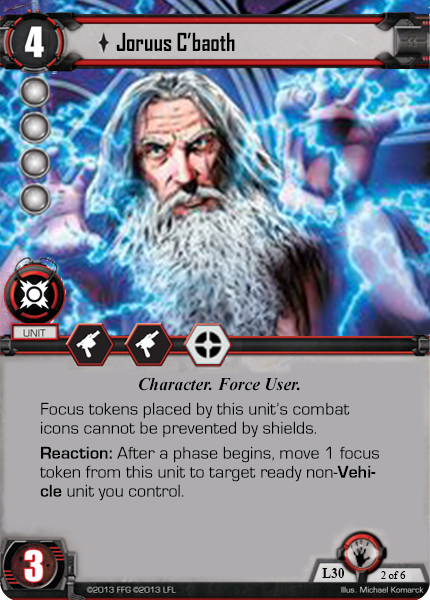 4
Joruus C'baoth
UNIT
Character. Force User.
Focus tokens placed by this unit's combat
icons cannot be prevented by shields.
Reaction: After a phase begins, move 1 focus
token from this unit to target ready non-Vehi-
cle unit you control.
3
L30 2 of 6
©2013 FFG ©2013 LFL
Illus. Michael Komarck